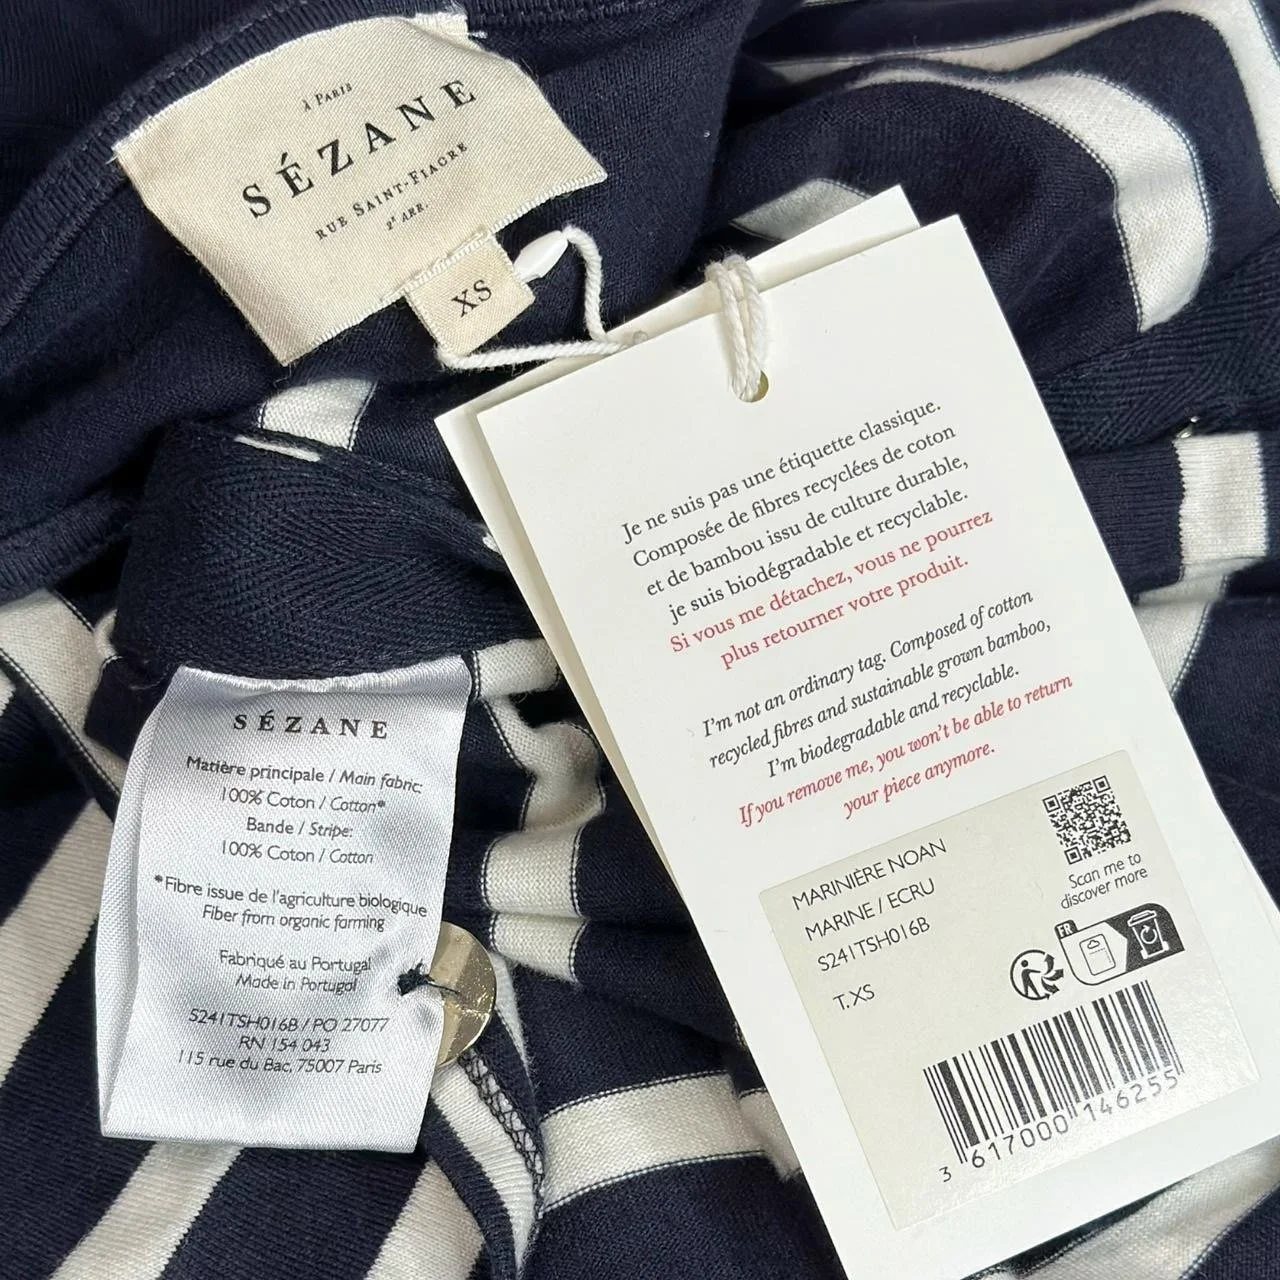 À PARIS
SÉZANE
RUE SAINT-FIACRE
2E ARR.
XS
Je ne suis pas une étiquette classique.
Composée de fibres recyclées de coton
et de bambou issu de culture durable,
je suis biodégradable et recyclable.
Si vous me détachez, vous ne pourrez
plus retourner votre produit.
I'm not an ordinary tag. Composed of cotton
recycled fibres and sustainable grown bamboo,
I'm biodegradable and recyclable.
If you remove me, you won't be able to return
your piece anymore.
MARINIÈRE NOAN
MARINE / ECRU
S241TSH016B
T.XS
Scan me to
discover more
FR
3 617000 146255
SÉZANE
Matière principale / Main fabric:
100% Coton / Cotton*
Bande / Stripe:
100% Coton / Cotton
*Fibre issue de l'agriculture biologique
Fiber from organic farming
Fabriqué au Portugal
Made in Portugal
S241TSH016B / PO 27077
RN 154 043
115 rue du Bac, 75007 Paris